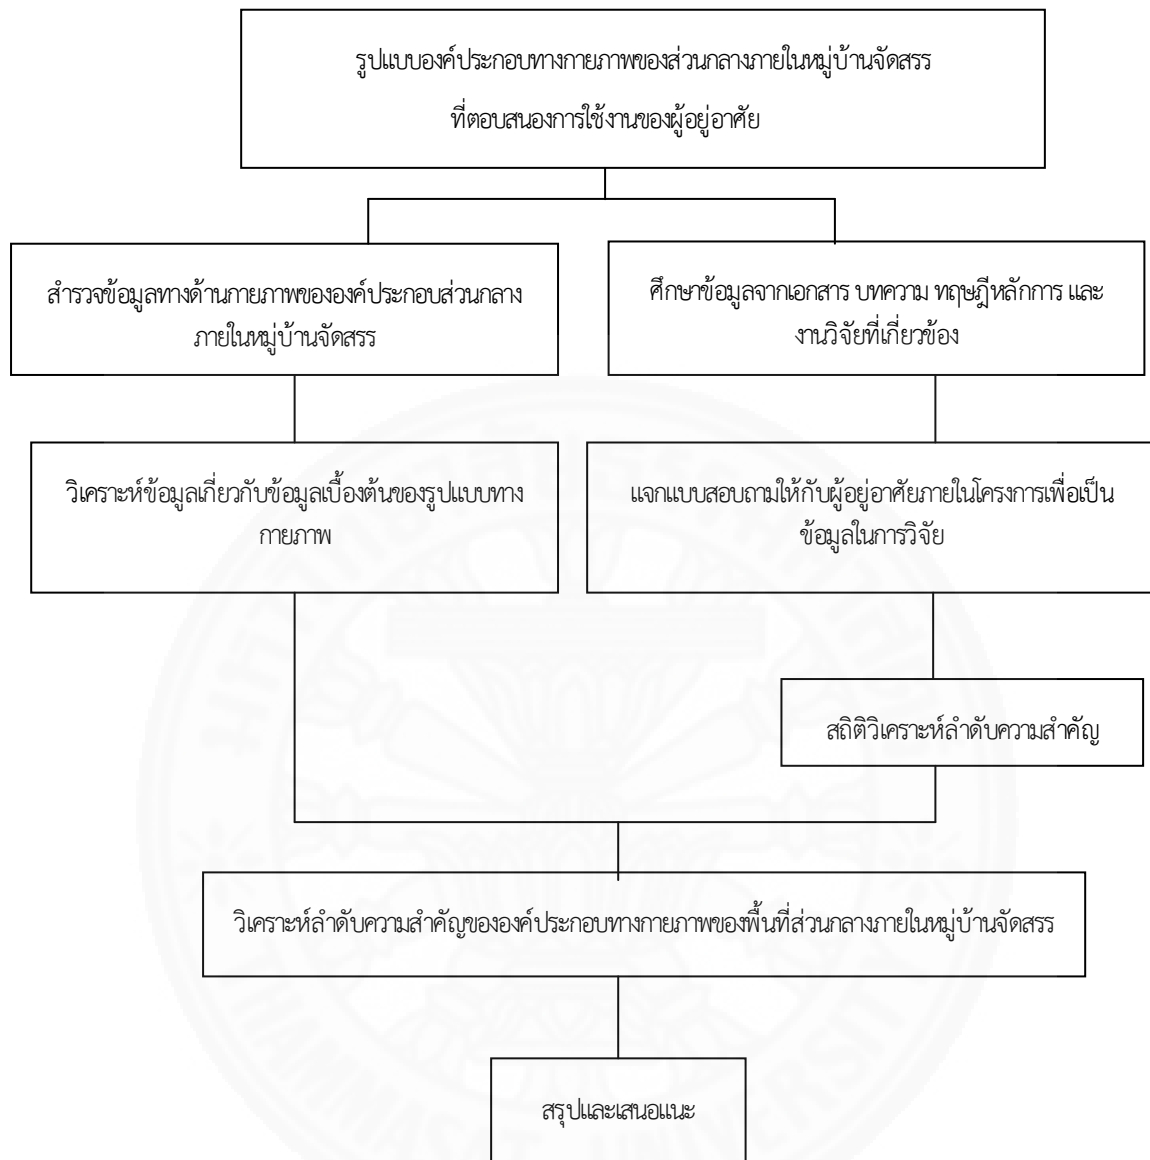 รูปแบบองค์ประกอบทางกายภาพของส่วนกลางภายในหมู่บ้านจัดสรร
ที่ตอบสนองการใช้งานของผู้อยู่อาศัย
สำรวจข้อมูลทางด้านกายภาพขององค์ประกอบส่วนกลาง
ภายในหมู่บ้านจัดสรร
ศึกษาข้อมูลจากเอกสาร บทความ ทฤษฎีหลักการ และ
งานวิจัยที่เกี่ยวข้อง
วิเคราะห์ข้อมูลเกี่ยวกับข้อมูลเบื้องต้นของรูปแบบทาง
กายภาพ
แจกแบบสอบถามให้กับผู้อยู่อาศัยภายในโครงการเพื่อเป็น
ข้อมูลในการวิจัย
สถิติวิเคราะห์ลำดับความสำคัญ
วิเคราะห์ลำดับความสำคัญขององค์ประกอบทางกายภาพของพื้นที่ส่วนกลางภายในหมู่บ้านจัดสรร
สรุปและเสนอแนะ